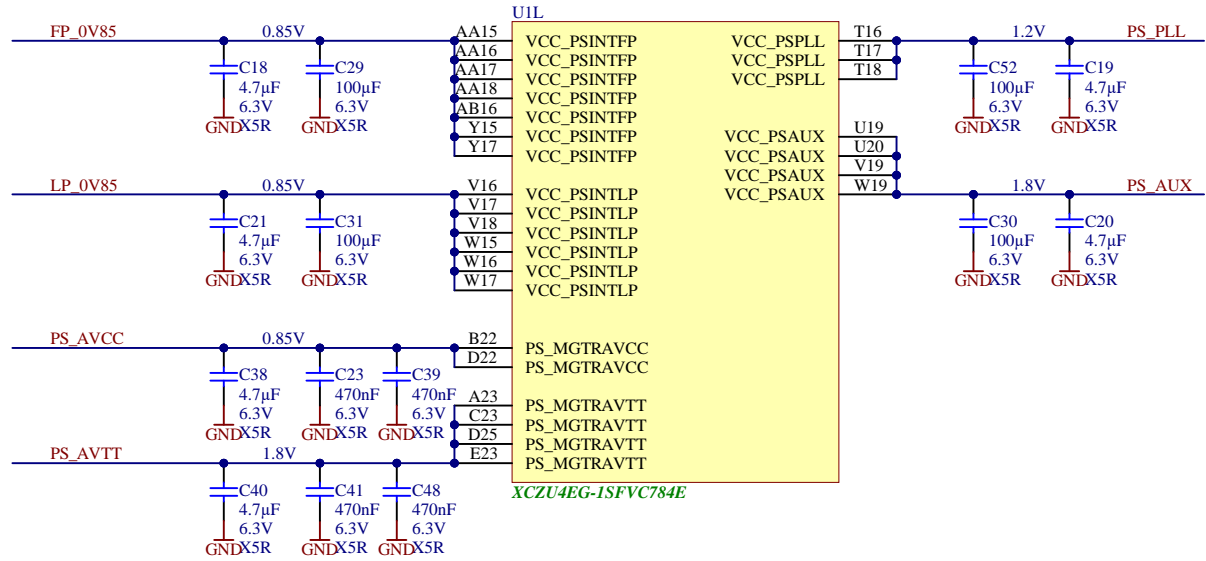 U1L
FP_0V85
0.85V
C18
4.7µF
6.3V
X5R
GND
C29
100µF
6.3V
X5R
GND
AA15 VCC_PSINTFP
AA16 VCC_PSINTFP
AA17 VCC_PSINTFP
AA18 VCC_PSINTFP
AB16 VCC_PSINTFP
Y15 VCC_PSINTFP
Y17 VCC_PSINTFP
VCC_PSPLL T16
VCC_PSPLL T17
VCC_PSPLL T18
1.2V
PS_PLL
C52
100µF
6.3V
X5R
GND
C19
4.7µF
6.3V
X5R
GND
VCC_PSAUX U19
VCC_PSAUX U20
VCC_PSAUX V19
VCC_PSAUX W19
1.8V
PS_AUX
C30
100µF
6.3V
X5R
GND
C20
4.7µF
6.3V
X5R
GND
LP_0V85
0.85V
C21
4.7µF
6.3V
X5R
GND
C31
100µF
6.3V
X5R
GND
V16 VCC_PSINTLP
V17 VCC_PSINTLP
V18 VCC_PSINTLP
W15 VCC_PSINTLP
W16 VCC_PSINTLP
W17 VCC_PSINTLP
PS_AVCC
0.85V
C38
4.7µF
6.3V
X5R
GND
C23
470nF
6.3V
X5R
GND
C39
470nF
6.3V
X5R
GND
B22 PS_MGTRAVCC
D22 PS_MGTRAVCC
A23 PS_MGTRAVTT
C23 PS_MGTRAVTT
D25 PS_MGTRAVTT
E23 PS_MGTRAVTT
PS_AVTT
1.8V
C40
4.7µF
6.3V
X5R
GND
C41
470nF
6.3V
X5R
GND
C48
470nF
6.3V
X5R
GND
XCZU4EG-1SFVC784E